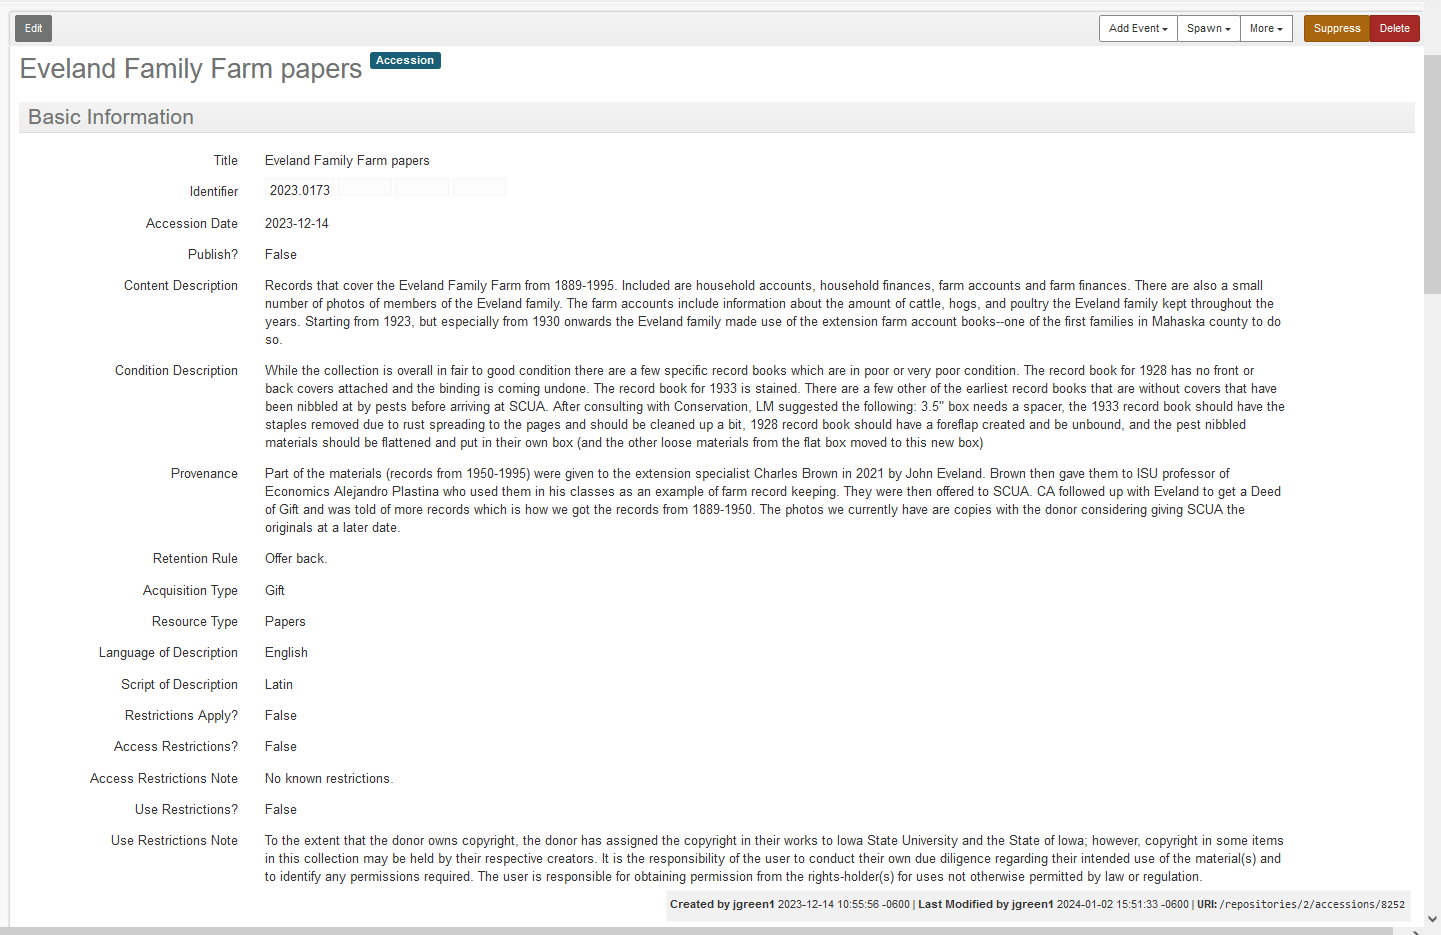 Edit
Add Event
Spawn
More
Suppress
Delete
Eveland Family Farm papers Accession
Basic Information
Title Eveland Family Farm papers
Identifier 2023.0173
Accession Date 2023-12-14
Publish? False
Content Description Records that cover the Eveland Family Farm from 1889-1995. Included are household accounts, household finances, farm accounts and farm finances. There are also a small
number of photos of members of the Eveland family. The farm accounts include information about the amount of cattle, hogs, and poultry the Eveland family kept throughout the
years. Starting from 1923, but especially from 1930 onwards the Eveland family made use of the extension farm account books--one of the first families in Mahaska county to do
so.
Condition Description While the collection is overall in fair to good condition there are a few specific record books which are in poor or very poor condition. The record book for 1928 has no front or
back covers attached and the binding is coming undone. The record book for 1933 is stained. There are a few other of the earliest record books that are without covers that have
been nibbled at by pests before arriving at SCUA. After consulting with Conservation, LM suggested the following: 3.5" box needs a spacer, the 1933 record book should have the
staples removed due to rust spreading to the pages and should be cleaned up a bit, 1928 record book should have a foreflap created and be unbound, and the pest nibbled
materials should be flattened and put in their own box (and the other loose materials from the flat box moved to this new box)
Provenance Part of the materials (records from 1950-1995) were given to the extension specialist Charles Brown in 2021 by John Eveland. Brown then gave them to ISU professor of
Economics Alejandro Plastina who used them in his classes as an example of farm record keeping. They were then offered to SCUA. CA followed up with Eveland to get a Deed
of Gift and was told of more records which is how we got the records from 1889-1950. The photos we currently have are copies with the donor considering giving SCUA the
originals at a later date.
Retention Rule Offer back.
Acquisition Type Gift
Resource Type Papers
Language of Description English
Script of Description Latin
Restrictions Apply? False
Access Restrictions? False
Access Restrictions Note No known restrictions.
Use Restrictions? False
Use Restrictions Note To the extent that the donor owns copyright, the donor has assigned the copyright in their works to Iowa State University and the State of Iowa; however, copyright in some items
in this collection may be held by their respective creators. It is the responsibility of the user to conduct their own due diligence regarding their intended use of the material(s) and
to identify any permissions required. The user is responsible for obtaining permission from the rights-holder(s) for uses not otherwise permitted by law or regulation.
Created by jgreen1 2023-12-14 10:55:56 -0600 | Last Modified by jgreen1 2024-01-02 15:51:33 -0600 | URI: /repositories/2/accessions/8252